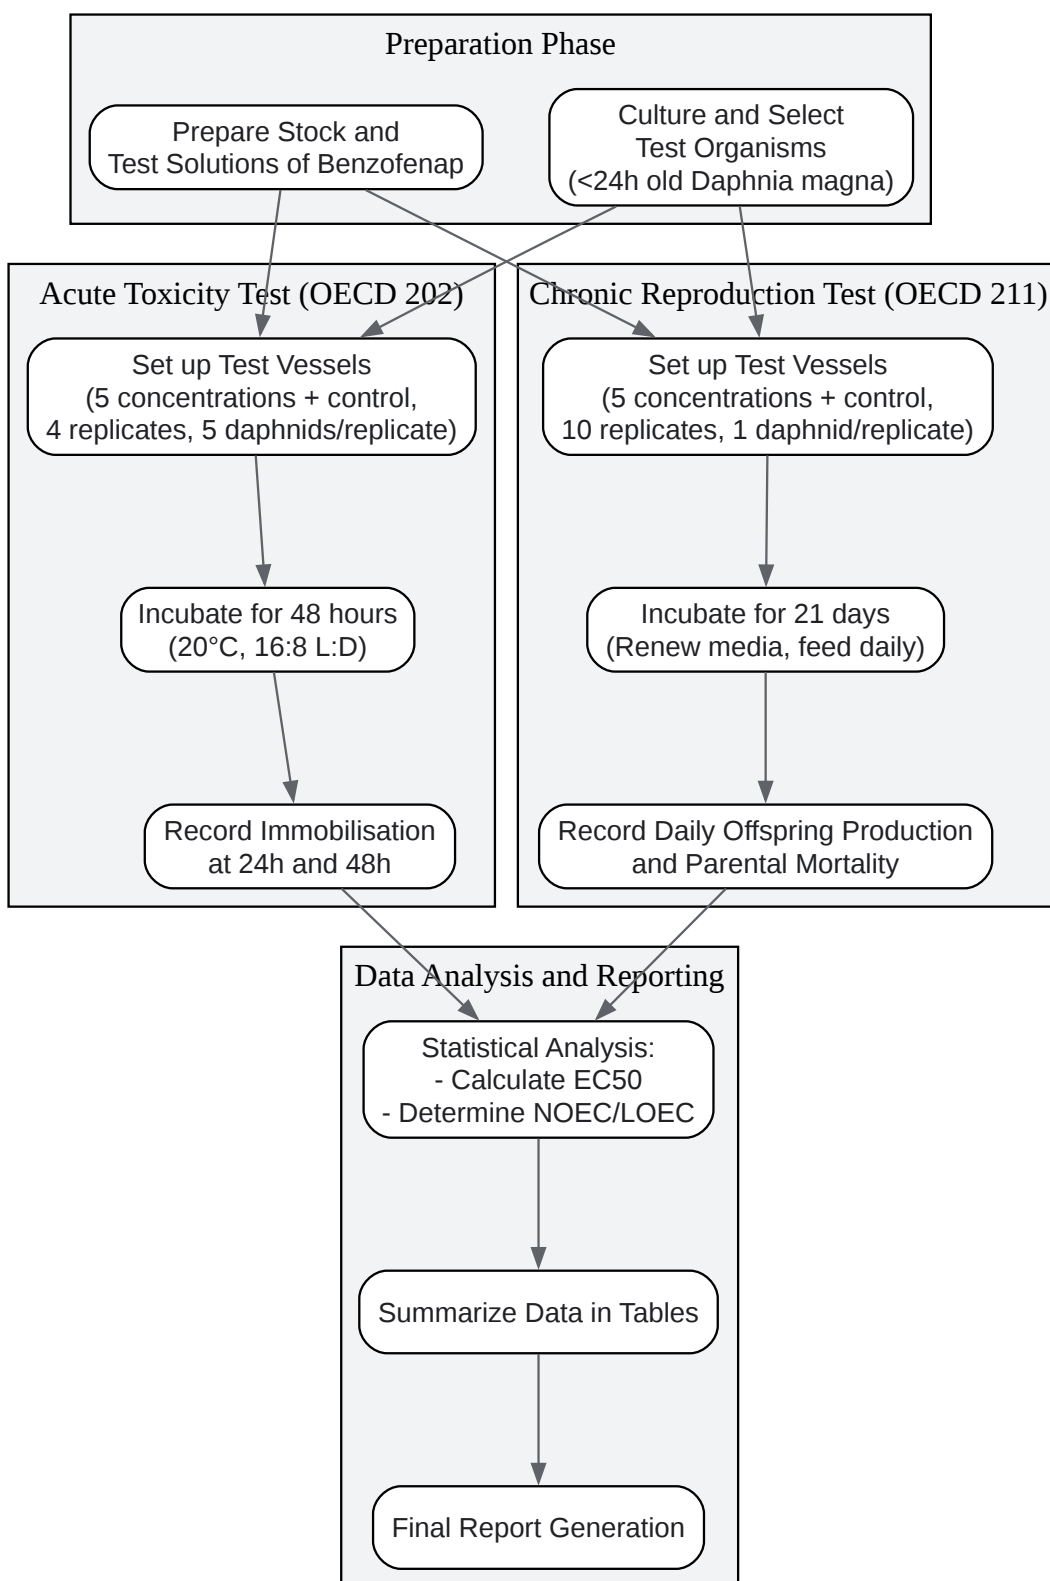 Preparation Phase
Prepare Stock and
Test Solutions of Benzofenap
Culture and Select
Test Organisms
(<24h old Daphnia magna)
Acute Toxicity Test (OECD 202)
Set up Test Vessels
(5 concentrations + control,
4 replicates, 5 daphnids/replicate)
Incubate for 48 hours
(20°C, 16:8 L:D)
Record Immobilisation
at 24h and 48h
Chronic Reproduction Test (OECD 211)
Set up Test Vessels
(5 concentrations + control,
10 replicates, 1 daphnid/replicate)
Incubate for 21 days
(Renew media, feed daily)
Record Daily Offspring Production
and Parental Mortality
Data Analysis and Reporting
Statistical Analysis:
- Calculate EC50
- Determine NOEC/LOEC
Summarize Data in Tables
Final Report Generation